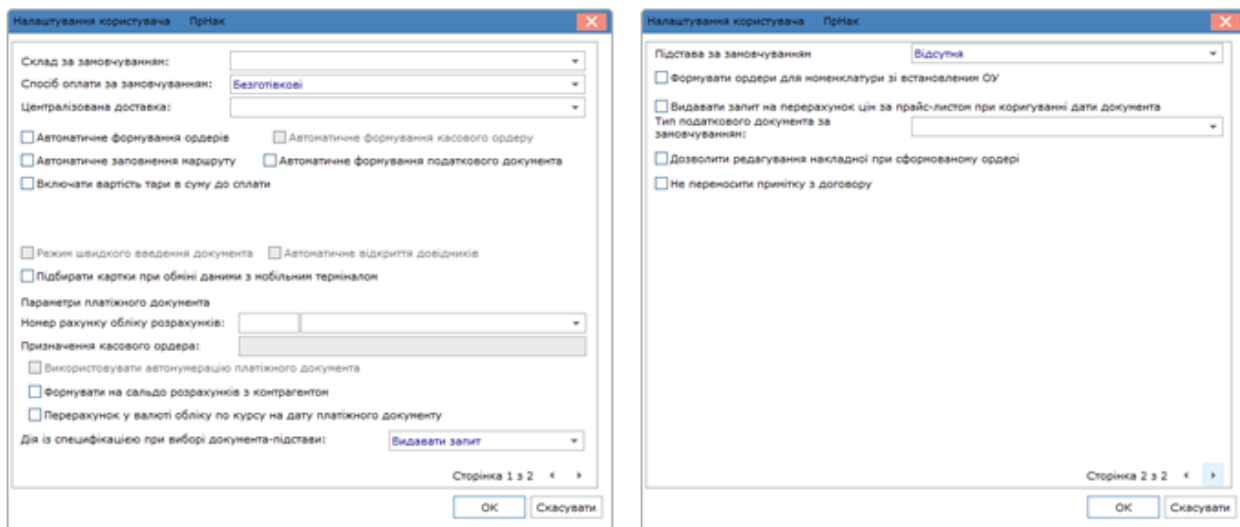 Налаштування користувача ПрНак
Склад за замовчуванням:
Спосіб оплати за замовчуванням: Безготівкові
Централізована доставка:
Автоматичне формування ордерів Автоматичне формування касового ордеру
Автоматичне заповнення маршруту Автоматичне формування податкового документа
Включати вартість тари в суму до сплати
Режим швидкого введення документа Автоматичне відкриття довідників
Підбирати картки при обміні даними з мобільним терміналом
Параметри платіжного документа
Номер рахунку обліку розрахунків:
Призначення касового ордера:
Використовувати автонумерацію платіжного документа
Формувати на сальдо розрахунків з контрагентом
Перерахунок у валюті обліку по курсу на дату платіжного документу
Дія із специфікацією при виборі документа-підстави: Видавати запит
Сторінка 1 з 2
ОК Скасувати
Налаштування користувача ПрНак
Підстава за замовчуванням Відсутня
Формувати ордери для номенклатури зі встановленим ОУ
Видавати запит на перерахунок цін за прайс-листом при коригуванні дати документа
Тип податкового документа за
замовчуванням:
Дозволити редагування накладної при сформованому ордері
Не переносити примітку з договору
Сторінка 2 з 2
ОК Скасувати